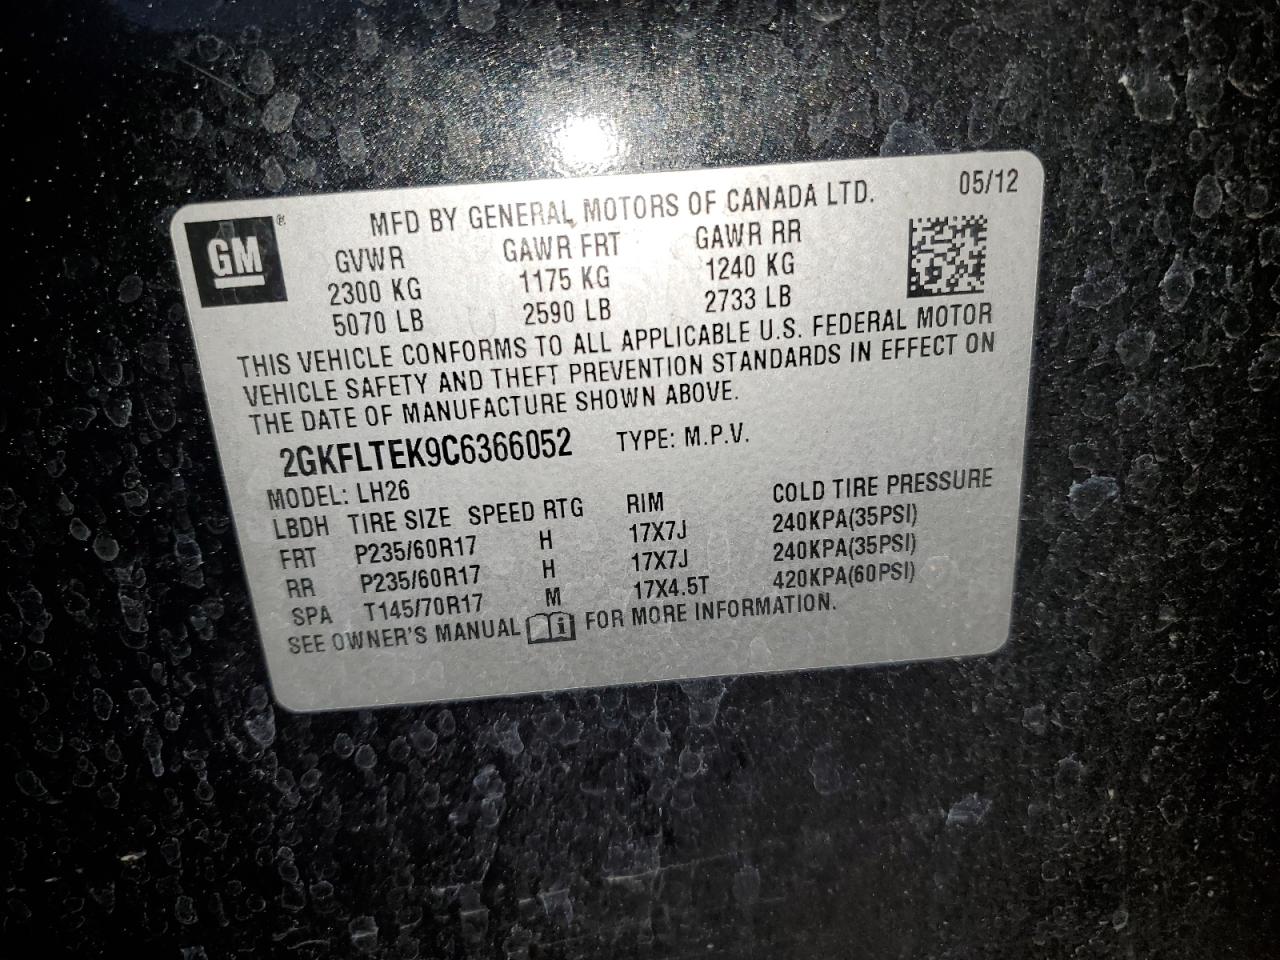 05/12
GM ®
MFD BY GENERAL MOTORS OF CANADA LTD.
GVWR GAWR FRT GAWR RR
2300 KG 1175 KG 1240 KG
5070 LB 2590 LB 2733 LB
THIS VEHICLE CONFORMS TO ALL APPLICABLE U.S. FEDERAL MOTOR
VEHICLE SAFETY AND THEFT PREVENTION STANDARDS IN EFFECT ON
THE DATE OF MANUFACTURE SHOWN ABOVE.
2GKFLTEK9C6366052 TYPE: M.P.V.
MODEL: LH26
LBDH TIRE SIZE SPEED RTG RIM COLD TIRE PRESSURE
FRT P235/60R17 H 17X7J 240KPA(35PSI)
RR P235/60R17 H 17X7J 240KPA(35PSI)
SPA T145/70R17 M 17X4.5T 420KPA(60PSI)
SEE OWNER'S MANUAL i FOR MORE INFORMATION.